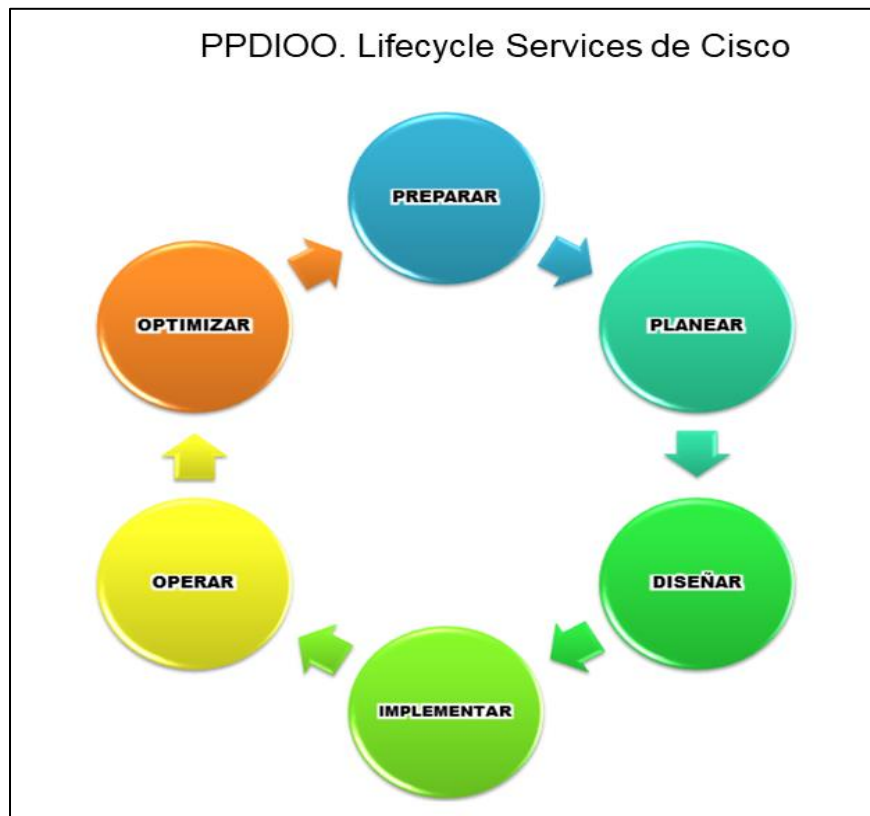 PPDIOO. Lifecycle Services de Cisco
PREPARAR
PLANEAR
DISEÑAR
IMPLEMENTAR
OPERAR
OPTIMIZAR